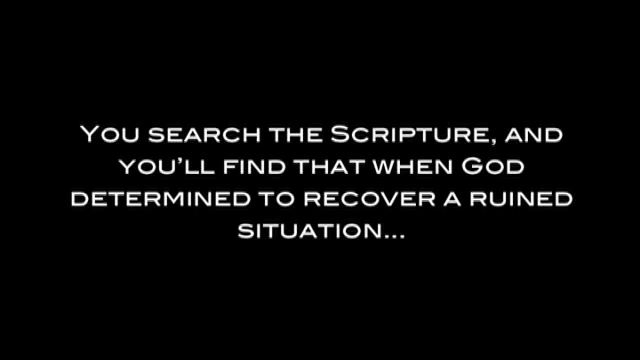 You search the Scripture, and
you’ll find that when God
determined to recover a ruined
situation...